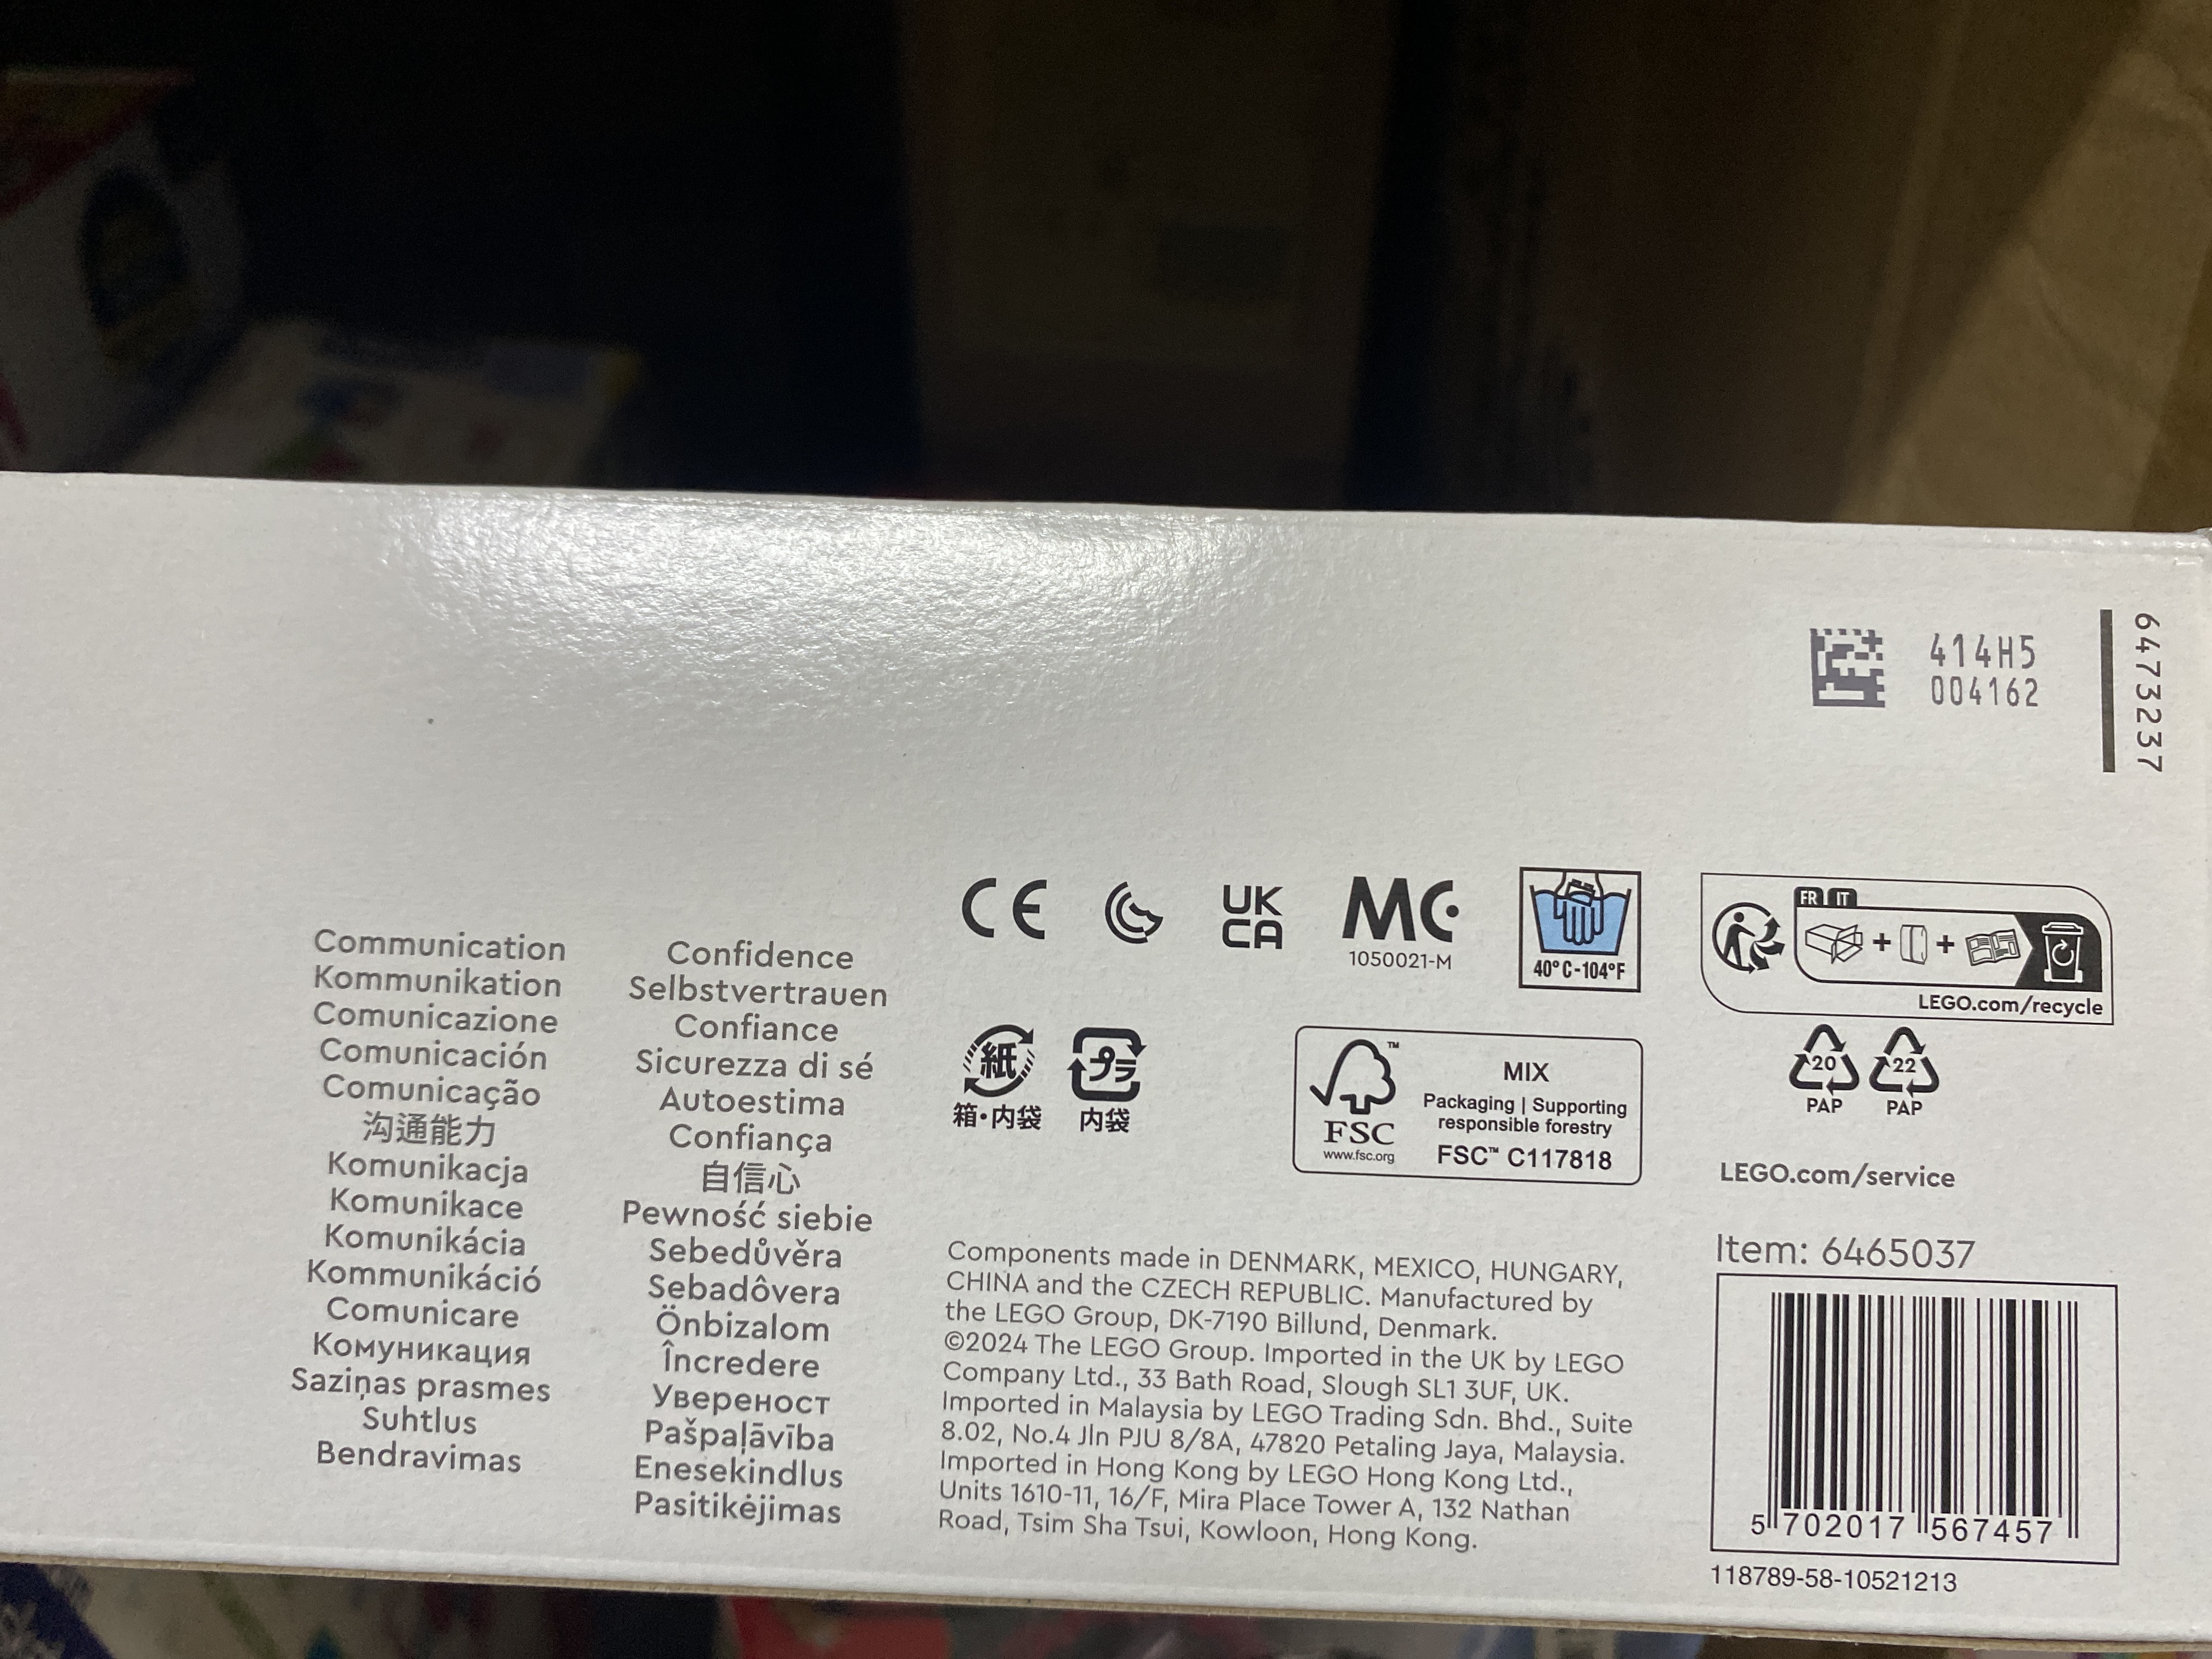 414H5
004162
6473237
Communication
Kommunikation
Comunicazione
Comunicación
Comunicação
沟通能力
Komunikacja
Komunikace
Komunikácia
Kommunikáció
Comunicare
Комуникация
Saziņas prasmes
Suhtlus
Bendravimas
Confidence
Selbstvertrauen
Confiance
Sicurezza di sé
Autoestima
Confiança
自信心
Pewność siebie
Sebedůvěra
Sebadôvera
Önbizalom
Încredere
Увереност
Pašpaļāvība
Enesekindlus
Pasitikėjimas
CE
UK
CA
MC
1050021-M
40°C-104°F
FR IT
LEGO.com/recycle
紙
箱・内袋
プラ
内袋
FSC
www.fsc.org
MIX
Packaging | Supporting
responsible forestry
FSC™ C117818
20
PAP
22
PAP
LEGO.com/service
Components made in DENMARK, MEXICO, HUNGARY,
CHINA and the CZECH REPUBLIC. Manufactured by
the LEGO Group, DK-7190 Billund, Denmark.
©2024 The LEGO Group. Imported in the UK by LEGO
Company Ltd., 33 Bath Road, Slough SL1 3UF, UK.
Imported in Malaysia by LEGO Trading Sdn. Bhd., Suite
8.02, No.4 Jln PJU 8/8A, 47820 Petaling Jaya, Malaysia.
Imported in Hong Kong by LEGO Hong Kong Ltd.,
Units 1610-11, 16/F, Mira Place Tower A, 132 Nathan
Road, Tsim Sha Tsui, Kowloon, Hong Kong.
Item: 6465037
5 702017 567457
118789-58-10521213